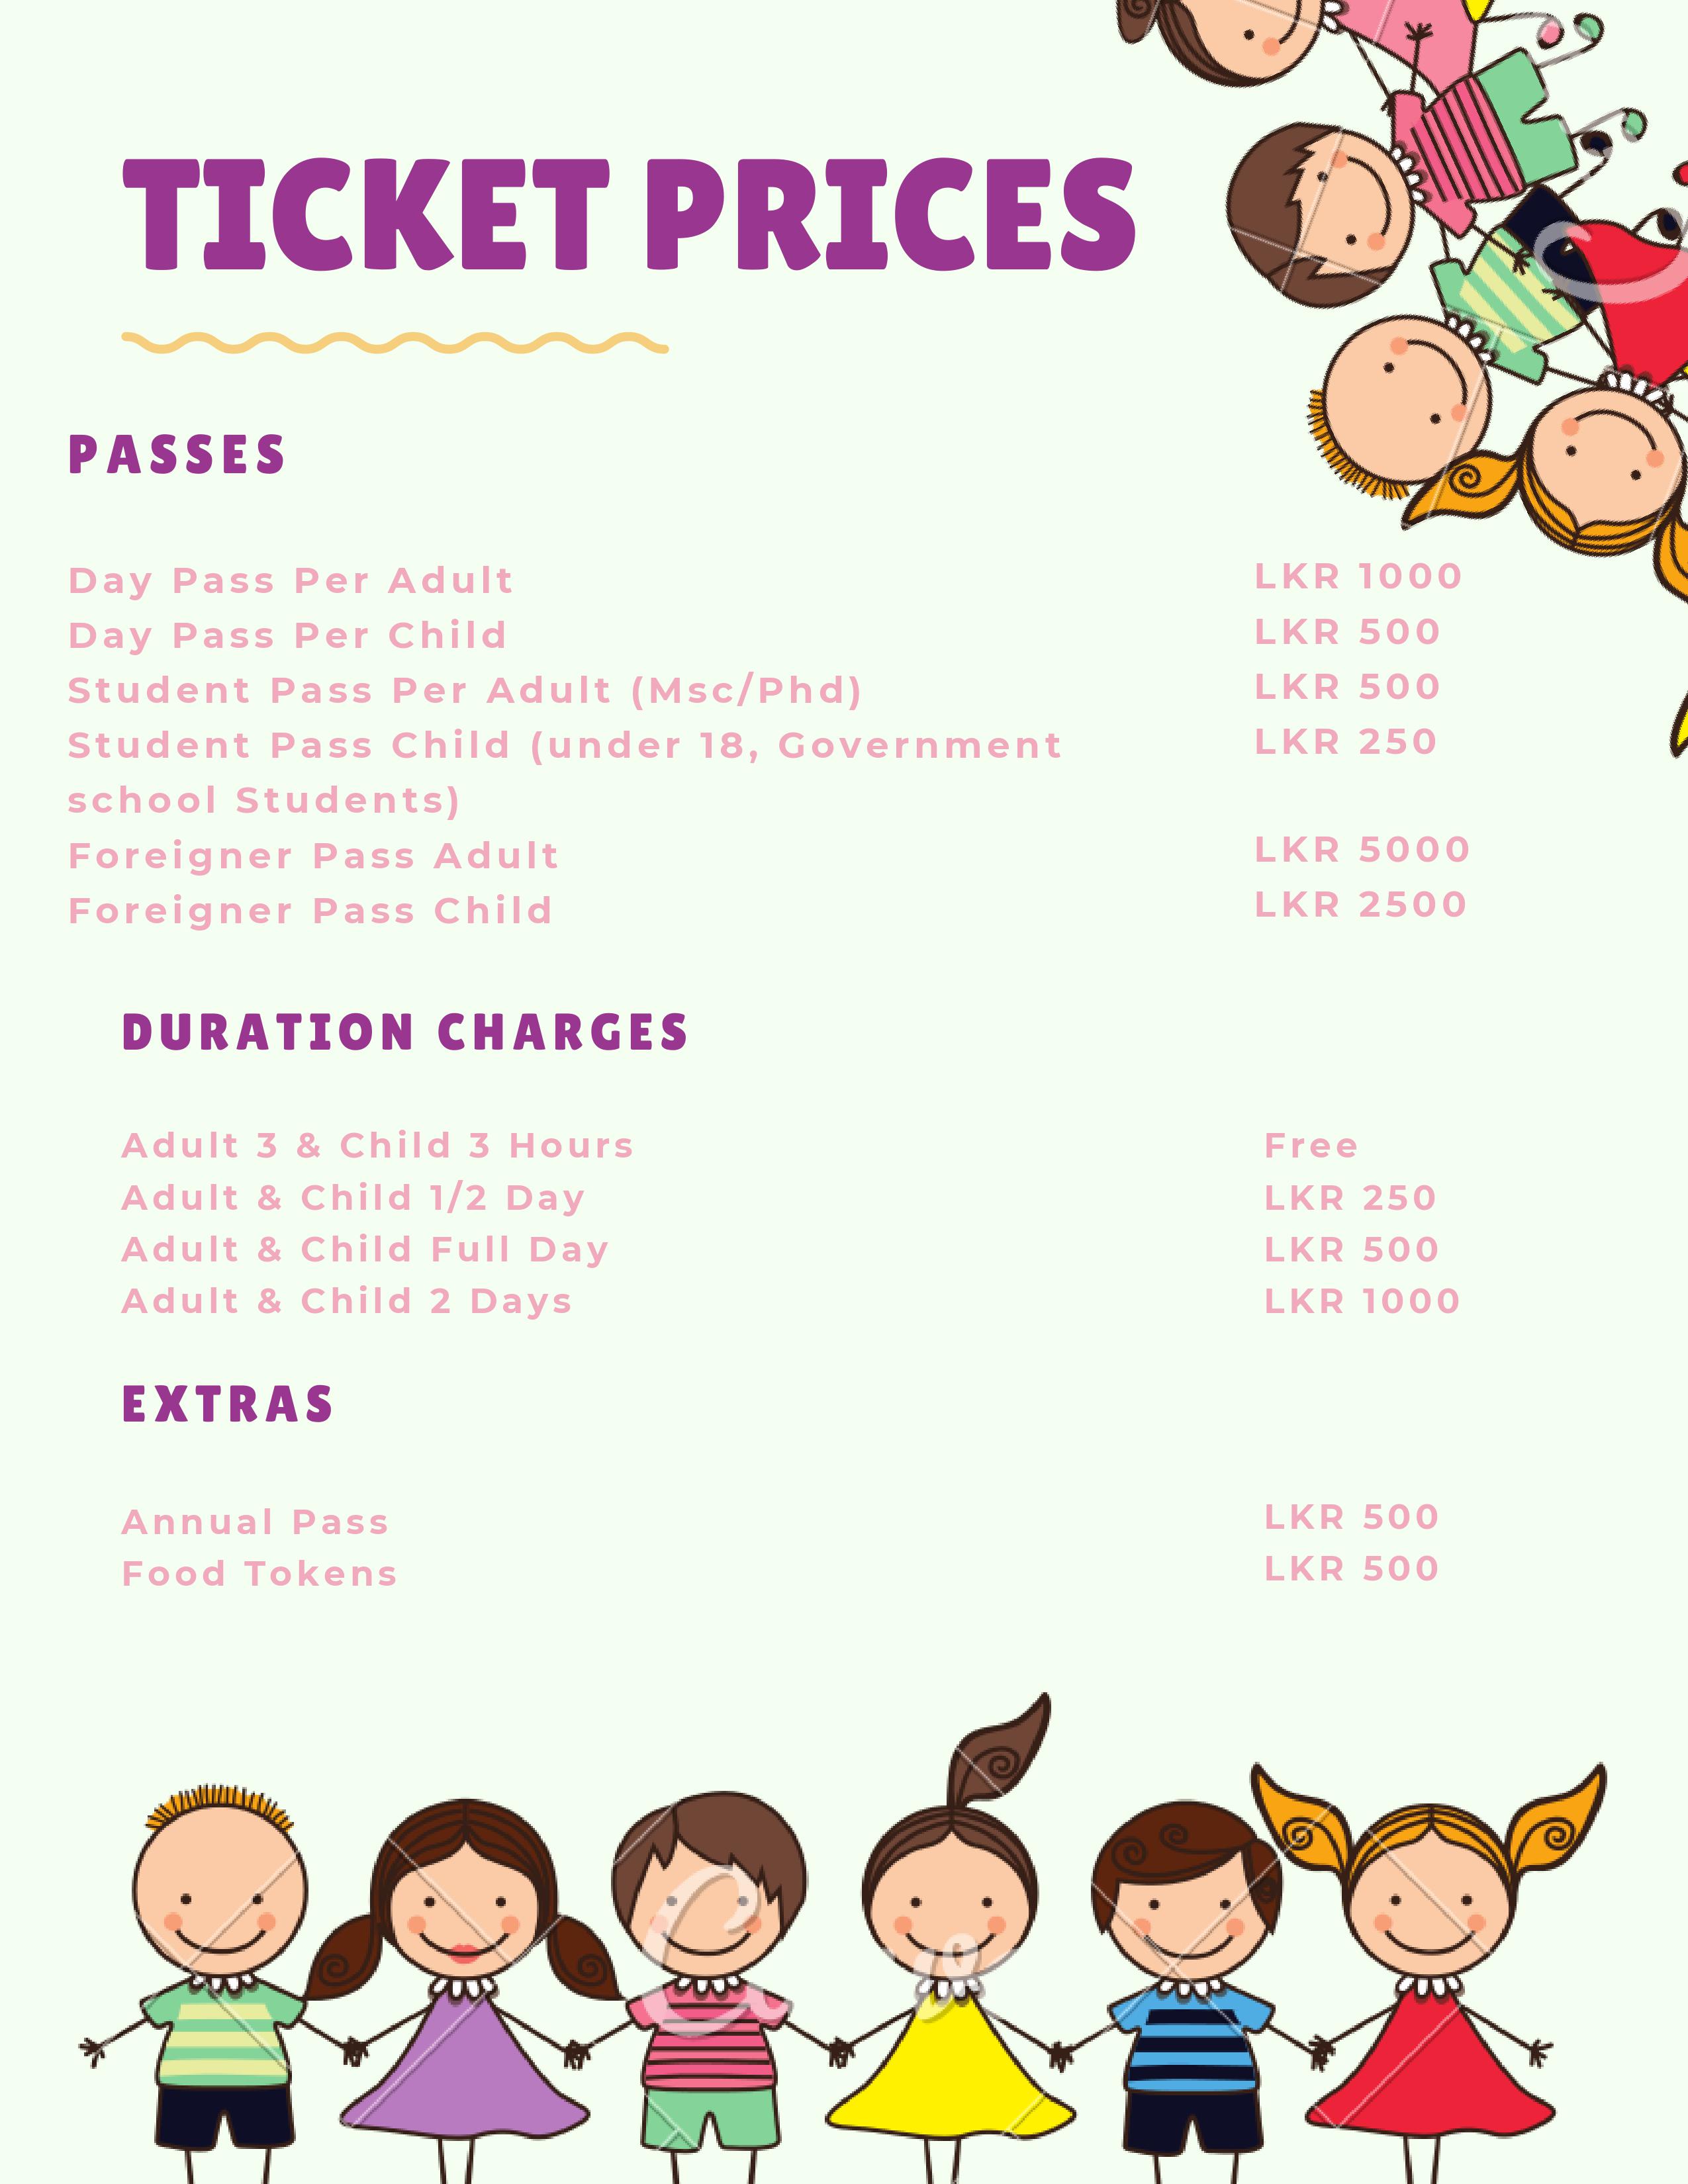 TICKET PRICES
PASSES
Day Pass Per Adult LKR 1000
Day Pass Per Child LKR 500
Student Pass Per Adult (Msc/Phd) LKR 500
Student Pass Child (under 18, Government LKR 250
school Students)
Foreigner Pass Adult LKR 5000
Foreigner Pass Child LKR 2500
DURATION CHARGES
Adult 3 & Child 3 Hours Free
Adult & Child 1/2 Day LKR 250
Adult & Child Full Day LKR 500
Adult & Child 2 Days LKR 1000
EXTRAS
Annual Pass LKR 500
Food Tokens LKR 500